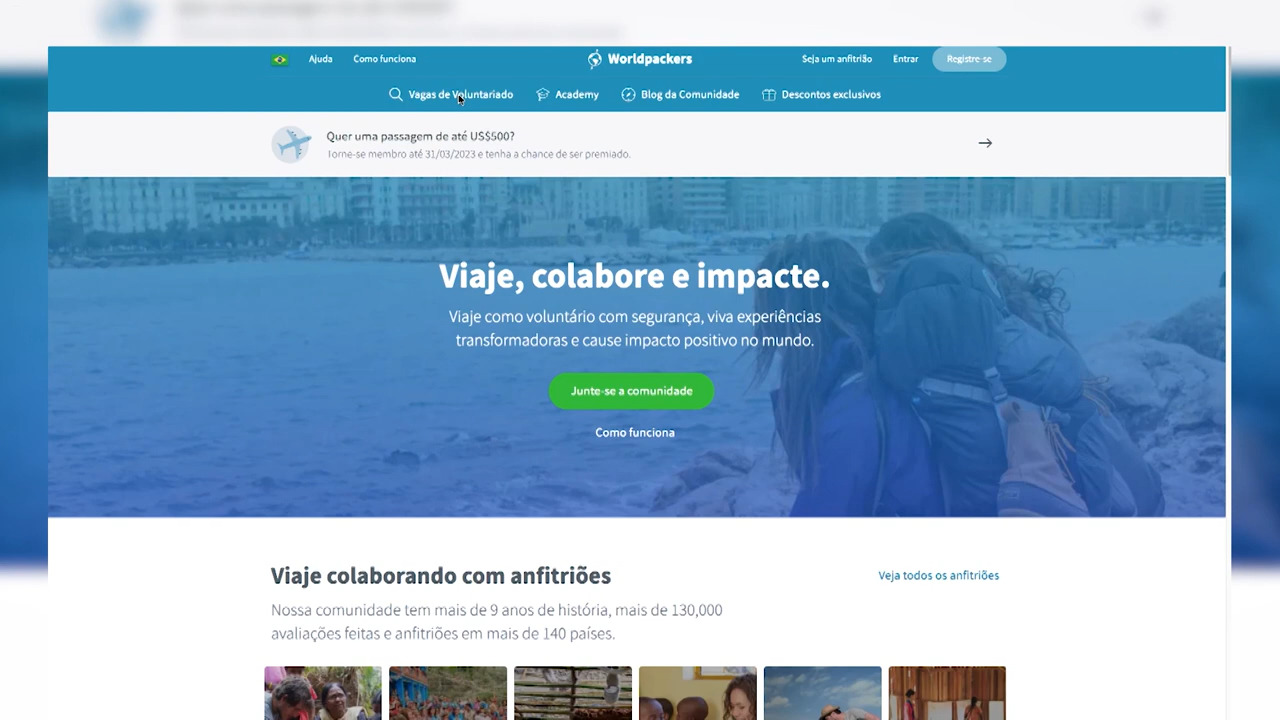 Ajuda
Como funciona
Worldpackers
Seja um anfitrião
Entrar
Registre-se
Vagas de Voluntariado
Academy
Blog da Comunidade
Descontos exclusivos
Quer uma passagem de até US$500?
Torne-se membro até 31/03/2023 e tenha a chance de ser premiado.
Viaje, colabore e impacte.
Viaje como voluntário com segurança, viva experiências
transformadoras e cause impacto positivo no mundo.
Junte-se a comunidade
Como funciona
Viaje colaborando com anfitriões
Veja todos os anfitriões
Nossa comunidade tem mais de 9 anos de história, mais de 130,000
avaliações feitas e anfitriões em mais de 140 países.